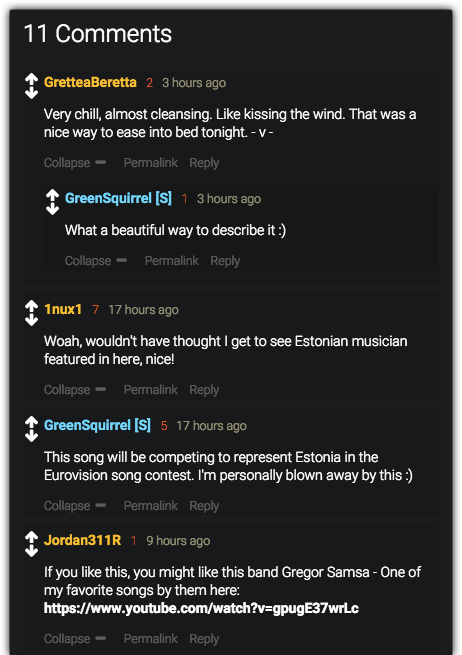 11 Comments
GretteaBeretta 2 3 hours ago
Very chill, almost cleansing. Like kissing the wind. That was a
nice way to ease into bed tonight. - v -
Collapse Permalink Reply
GreenSquirrel [S] 1 3 hours ago
What a beautiful way to describe it :)
Collapse Permalink Reply
1nux1 7 17 hours ago
Woah, wouldn't have thought I get to see Estonian musician
featured in here, nice!
Collapse Permalink Reply
GreenSquirrel [S] 5 17 hours ago
This song will be competing to represent Estonia in the
Eurovision song contest. I'm personally blown away by this :)
Collapse Permalink Reply
Jordan311R 1 9 hours ago
If you like this, you might like this band Gregor Samsa - One of
my favorite songs by them here:
https://www.youtube.com/watch?v=gpugE37wrLc
Collapse Permalink Reply